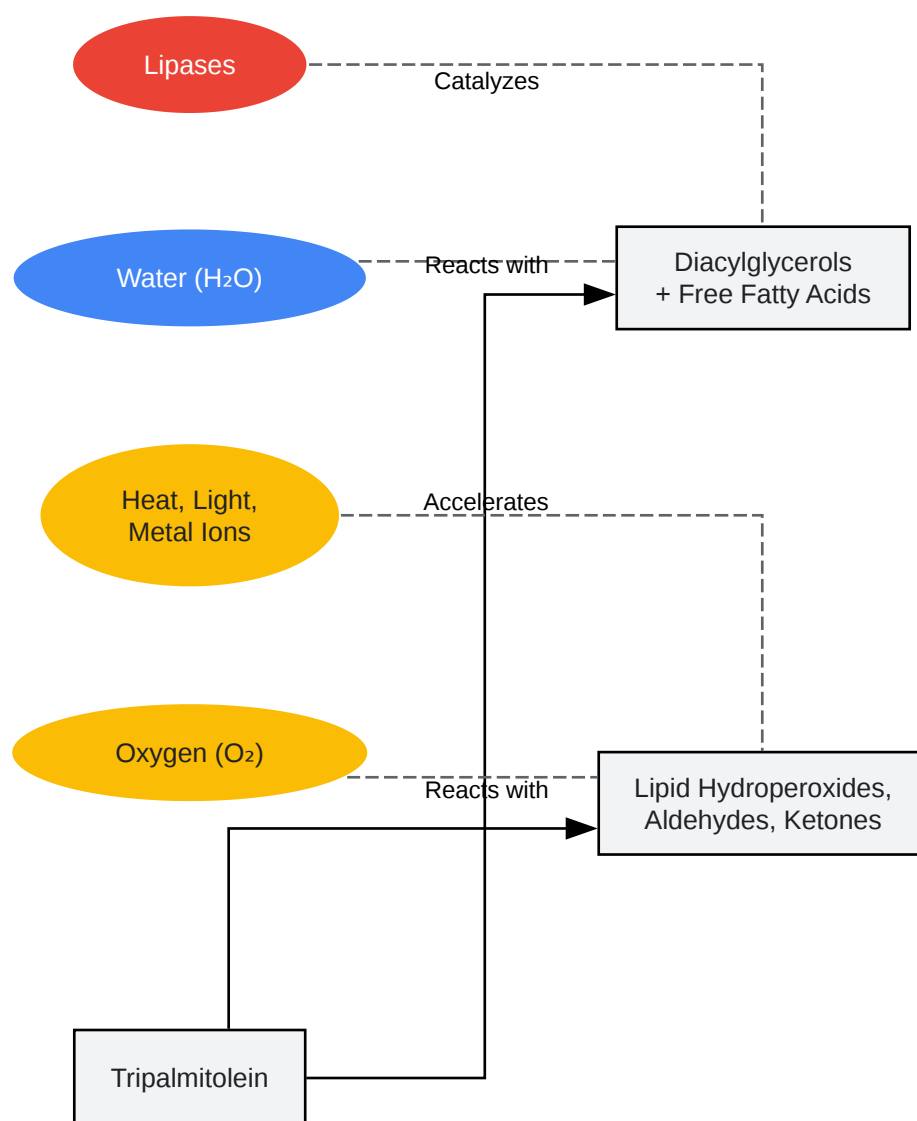 Lipases
Catalyzes
Water (H₂O)
Reacts with
Diacylglycerols
+ Free Fatty Acids
Heat, Light,
Metal Ions
Accelerates
Oxygen (O₂)
Reacts with
Lipid Hydroperoxides,
Aldehydes, Ketones
Tripalmitolein